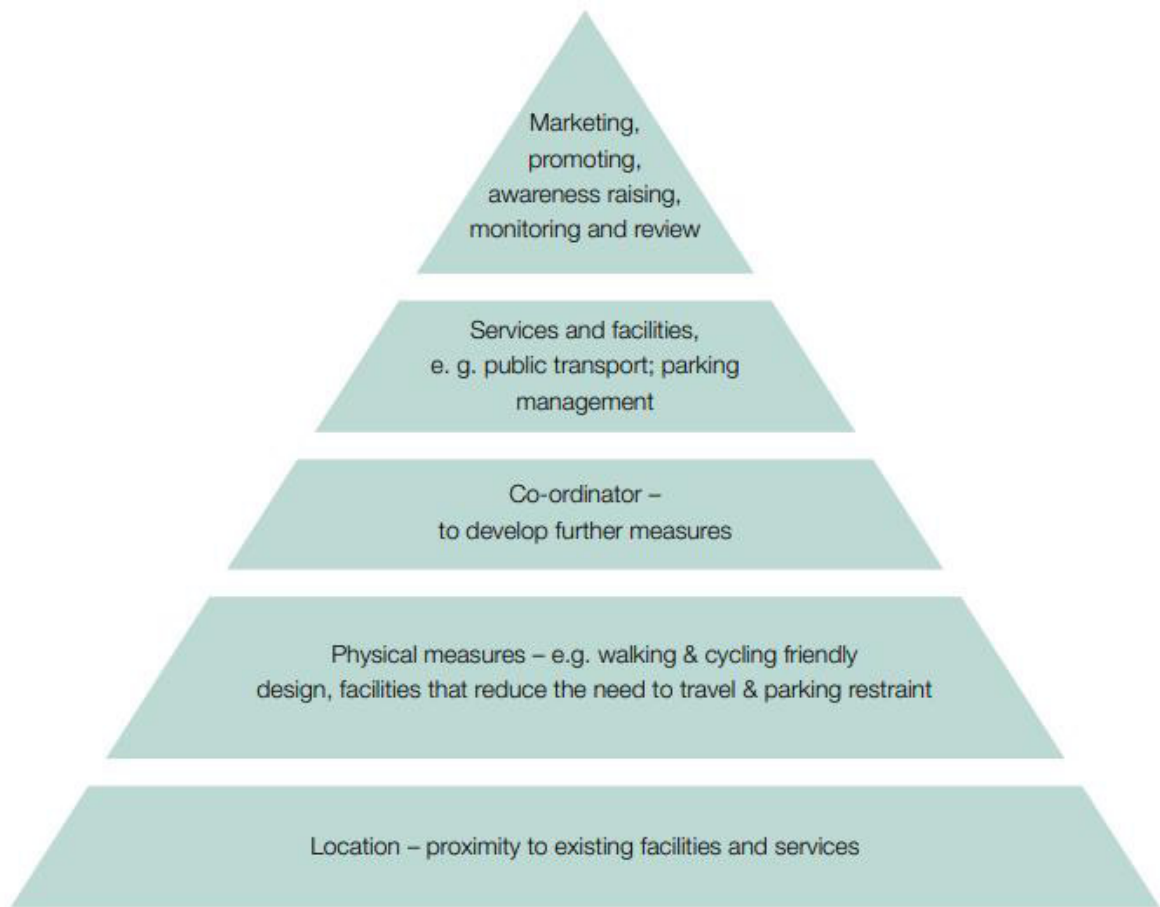 Marketing,
promoting,
awareness raising,
monitoring and review
Services and facilities,
e. g. public transport; parking
management
Co-ordinator –
to develop further measures
Physical measures – e.g. walking & cycling friendly
design, facilities that reduce the need to travel & parking restraint
Location – proximity to existing facilities and services